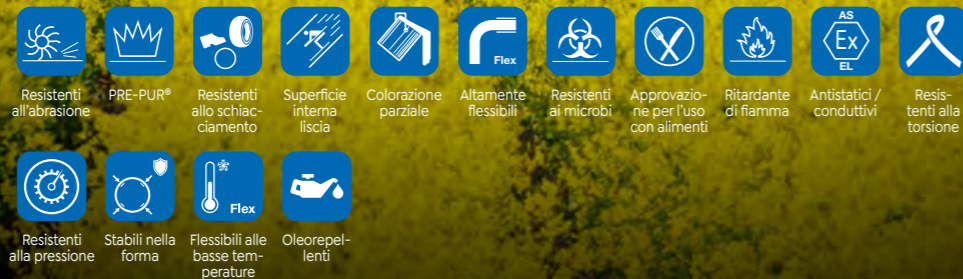 Flex
AS
Ex
EL
Resistenti
all'abrasione
PRE-PUR®
Resistenti
allo schiac-
ciamento
Superficie
interna
liscia
Colorazione
parziale
Altamente
flessibili
Resistenti
ai microbi
Approvazio-
ne per l'uso
con alimenti
Ritardante
di fiamma
Antistatici /
conduttivi
Resis-
tenti alla
torsione
Flex
Resistenti
alla pressione
Stabili nella
forma
Flessibili alle
basse tem-
perature
Oleorepel-
lenti